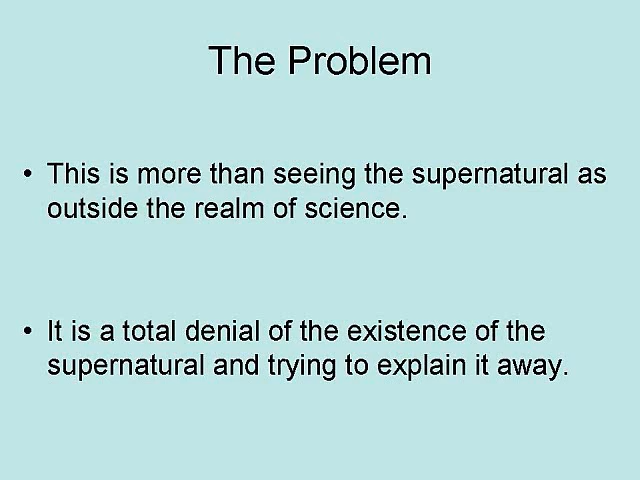 The Problem
• This is more than seeing the supernatural as
outside the realm of science.
• It is a total denial of the existence of the
supernatural and trying to explain it away.